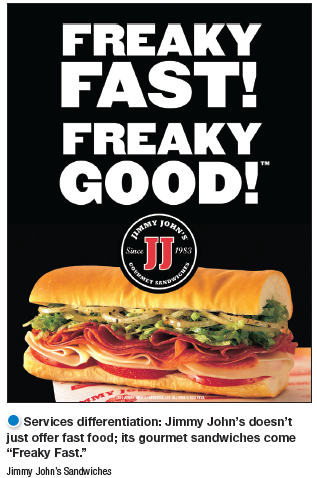 FREAKY
FAST!
FREAKY
GOOD!™
JIMMY JOHN'S
Since JJ 1983
GOURMET SANDWICHES
Services differentiation: Jimmy John's doesn't
just offer fast food; its gourmet sandwiches come
"Freaky Fast."
Jimmy John's Sandwiches